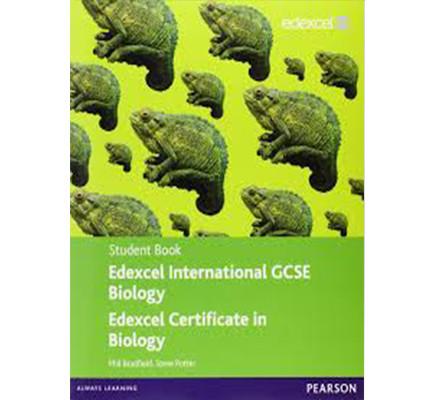 edexcel
Student Book
Edexcel International GCSE
Biology
Edexcel Certificate in
Biology
Phil Bradfield, Steve Potter
ALWAYS LEARNING
PEARSON